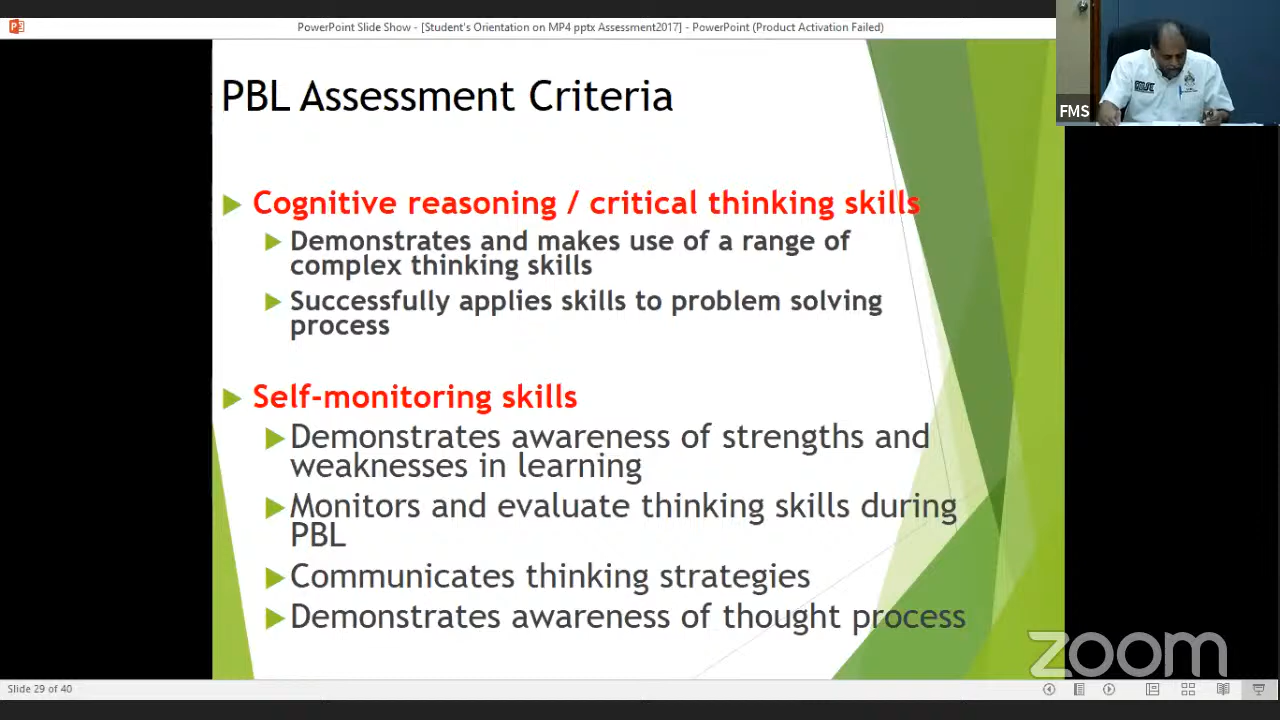 PowerPoint Slide Show - [Student's Orientation on MP4 pptx Assessment2017] - PowerPoint (Product Activation Failed)
FMS
PBL Assessment Criteria
Cognitive reasoning / critical thinking skills
Demonstrates and makes use of a range of
complex thinking skills
Successfully applies skills to problem solving
process
Self-monitoring skills
Demonstrates awareness of strengths and
weaknesses in learning
Monitors and evaluate thinking skills during
PBL
Communicates thinking strategies
Demonstrates awareness of thought process
zoom
Slide 29 of 40